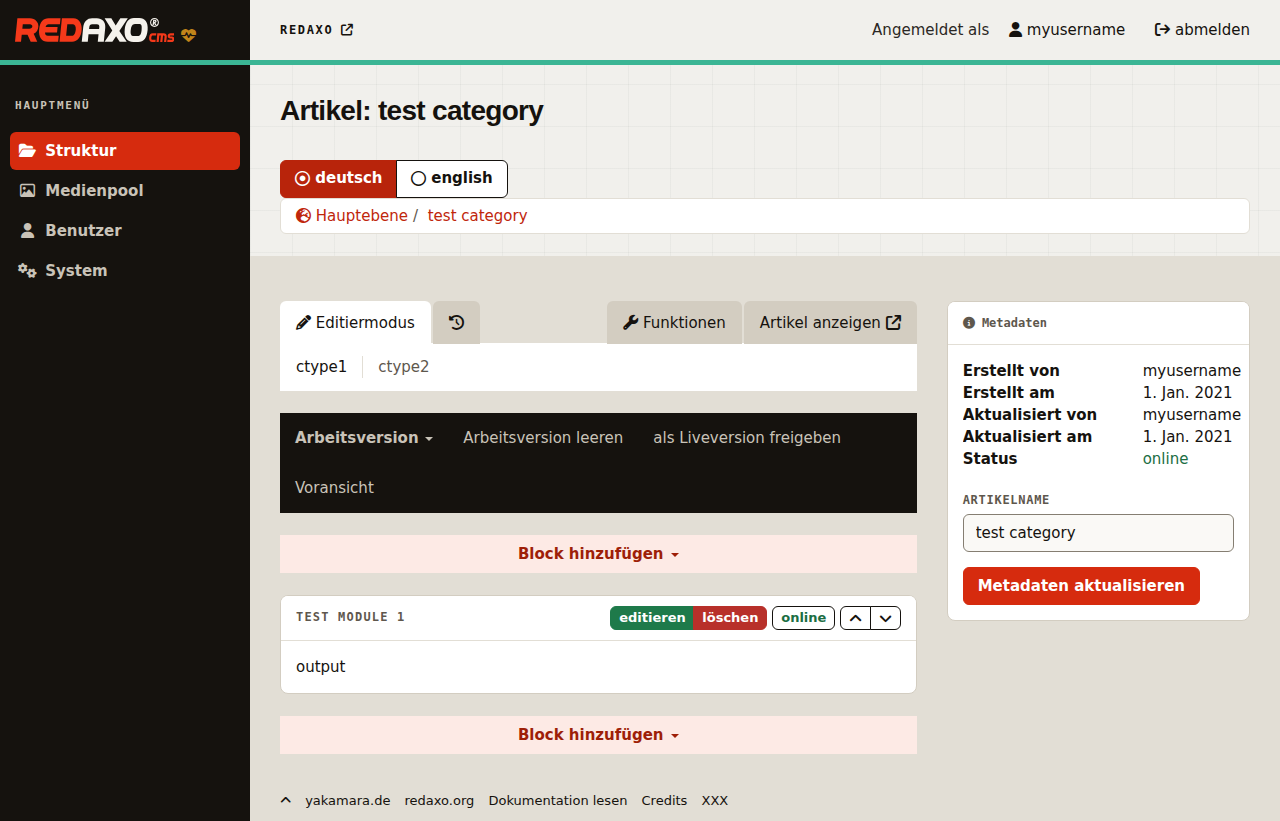 REDAXO® cms
REDAXO
Angemeldet als myusername abmelden
HAUPTMENÜ
Struktur
Medienpool
Benutzer
System
Artikel: test category
deutsch english
Hauptebene / test category
Editiermodus
Funktionen Artikel anzeigen
ctype1 ctype2
Arbeitsversion Arbeitsversion leeren als Liveversion freigeben
Voransicht
Block hinzufügen
TEST MODULE 1 editieren löschen online
output
Block hinzufügen
Metadaten
Erstellt von myusername
Erstellt am 1. Jan. 2021
Aktualisiert von myusername
Aktualisiert am 1. Jan. 2021
Status online
ARTIKELNAME
test category
Metadaten aktualisieren
yakamara.de redaxo.org Dokumentation lesen Credits XXX